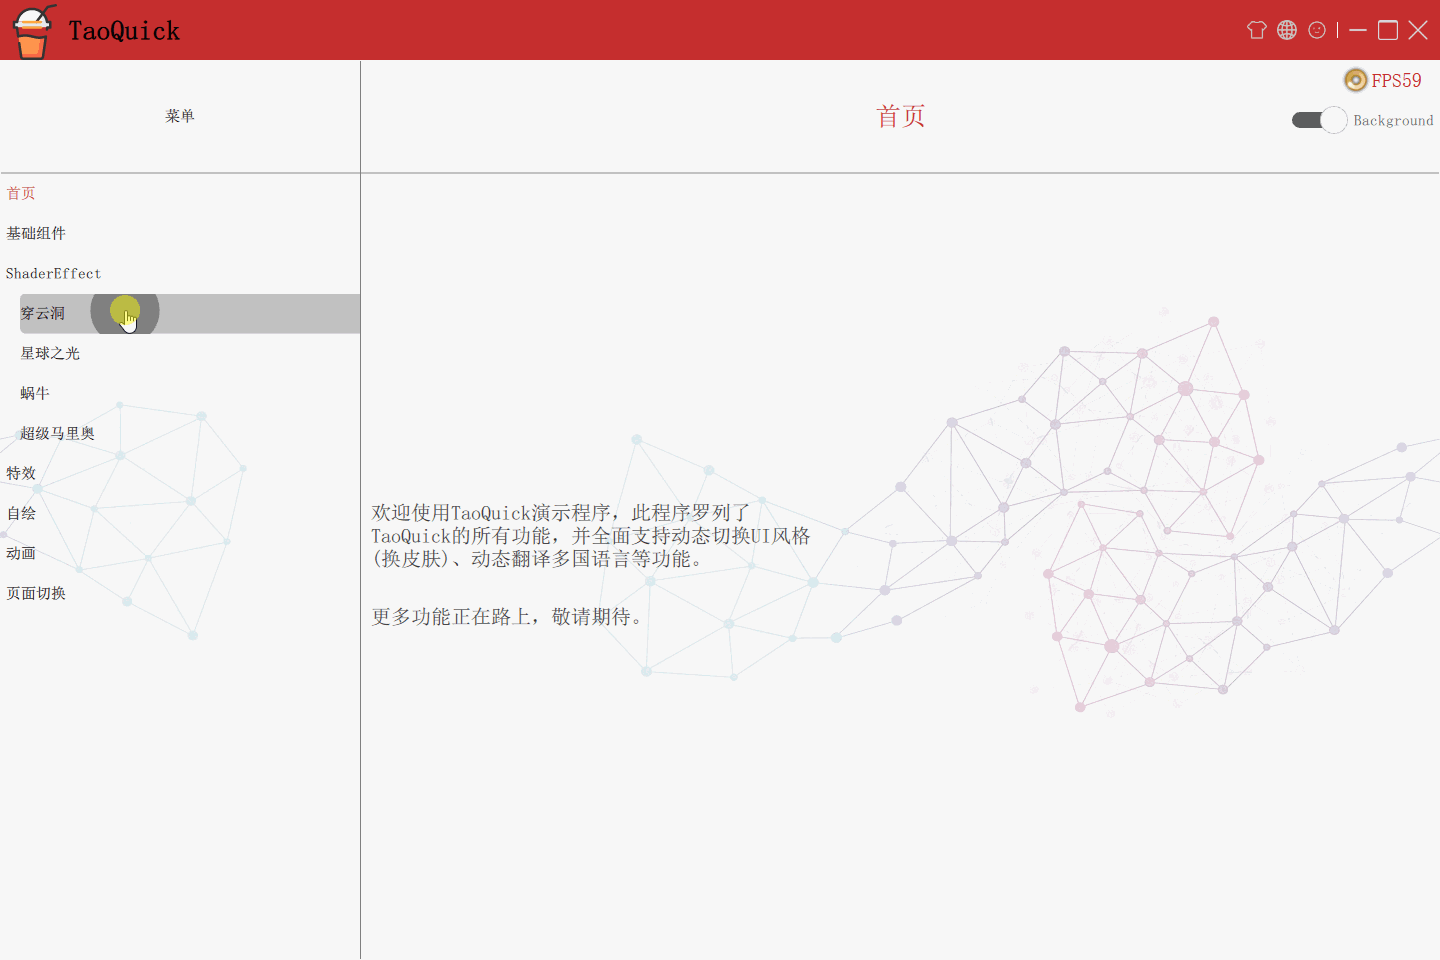 TaoQuick
FPS59
菜单
首页
Background
首页
基础组件
ShaderEffect
穿云洞
星球之光
蜗牛
超级马里奥
特效
自绘
动画
页面切换
欢迎使用TaoQuick演示程序，此程序罗列了
TaoQuick的所有功能，并全面支持动态切换UI风格
(换皮肤)、动态翻译多国语言等功能。
更多功能正在路上，敬请期待。